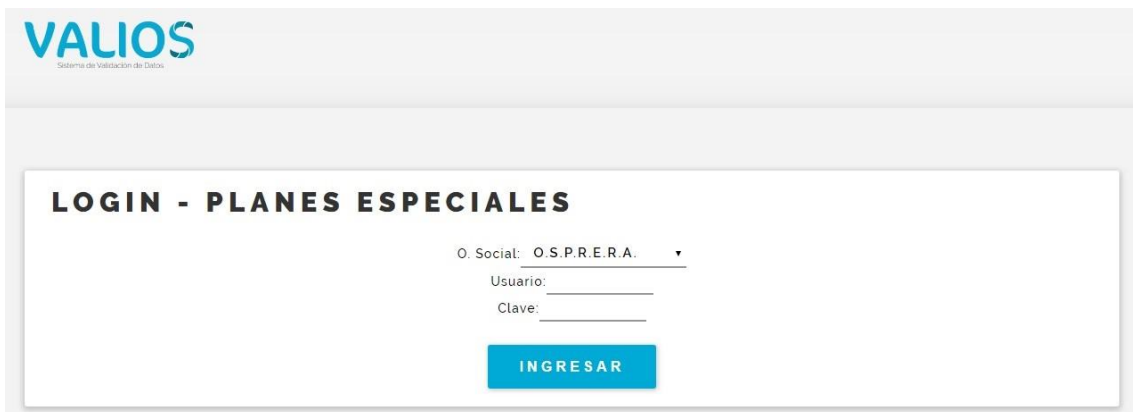 VALIOS
Sistema de Validación de Datos
LOGIN - PLANES ESPECIALES
O. Social: O.S.P.R.E.R.A.
Usuario:
Clave:
INGRESAR